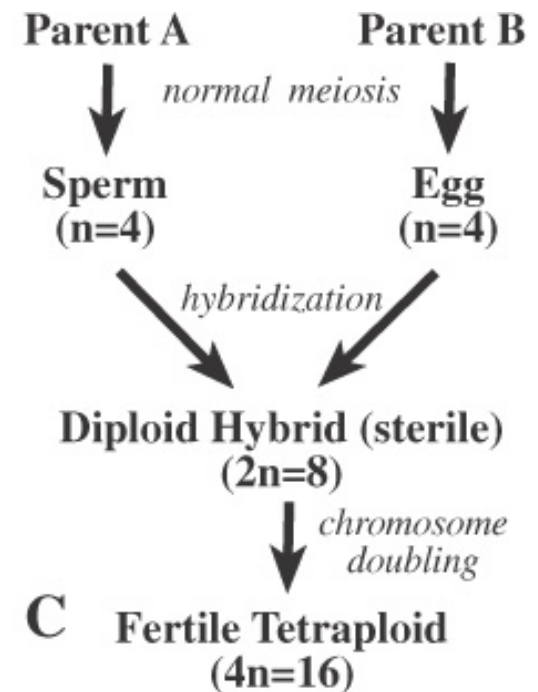 Parent A Parent B
normal meiosis
Sperm Egg
(n=4) (n=4)
hybridization
Diploid Hybrid (sterile)
(2n=8)
chromosome
doubling
C Fertile Tetraploid
(4n=16)